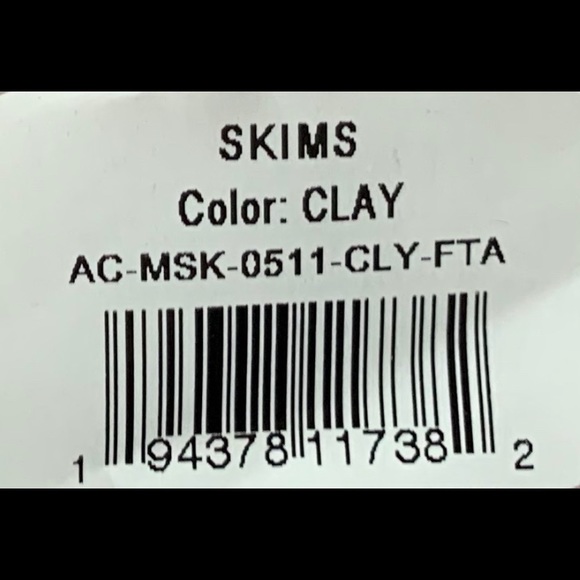 SKIMS
Color: CLAY
AC-MSK-0511-CLY-FTA
1 94378 11738 2